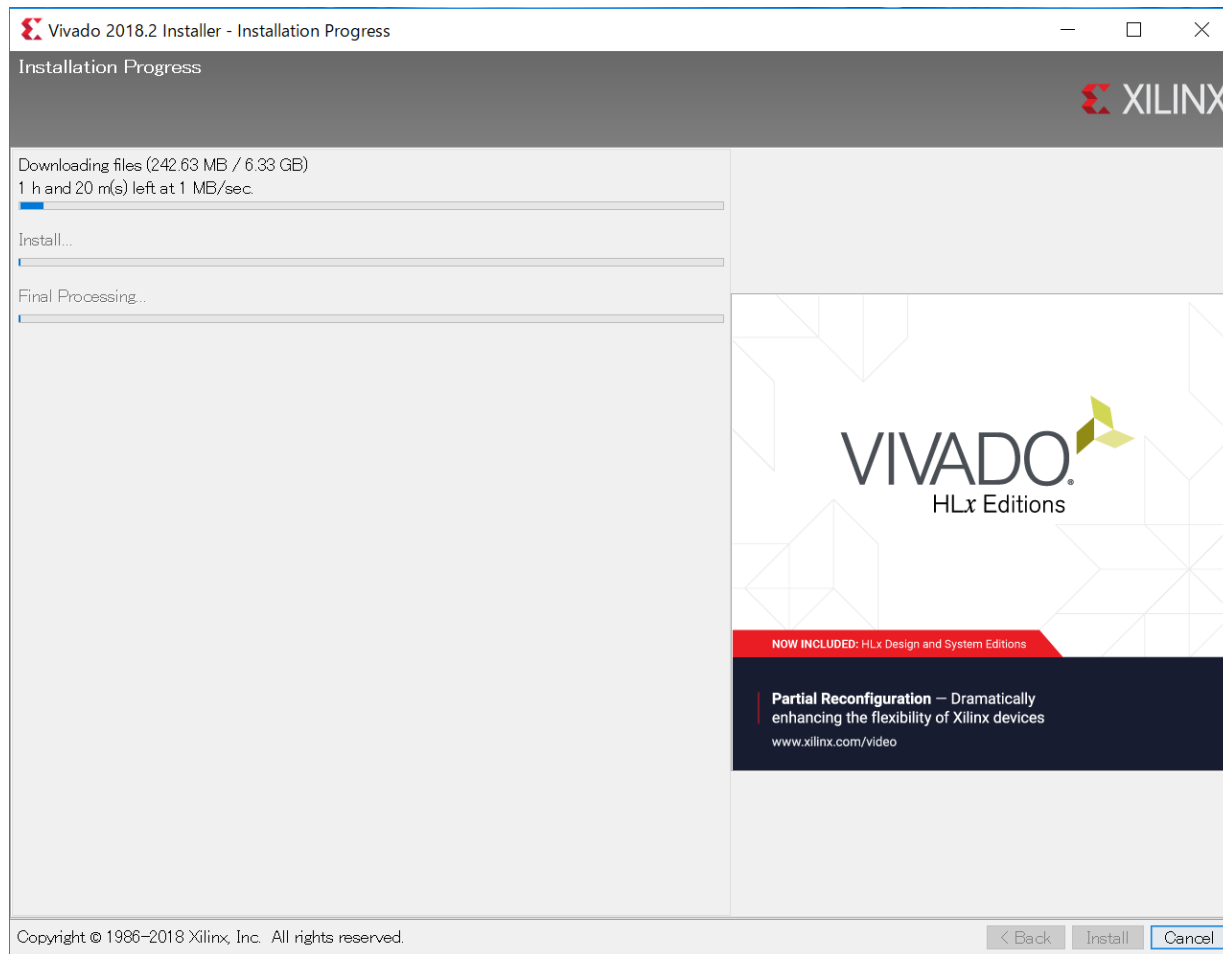 Vivado 2018.2 Installer - Installation Progress
Installation Progress
XILINX
Downloading files (242.63 MB / 6.33 GB)
1 h and 20 m(s) left at 1 MB/sec.
Install...
Final Processing...
VIVADO®
HLx Editions
NOW INCLUDED: HLx Design and System Editions
Partial Reconfiguration — Dramatically
enhancing the flexibility of Xilinx devices
www.xilinx.com/video
Copyright © 1986-2018 Xilinx, Inc. All rights reserved.
< Back Install Cancel